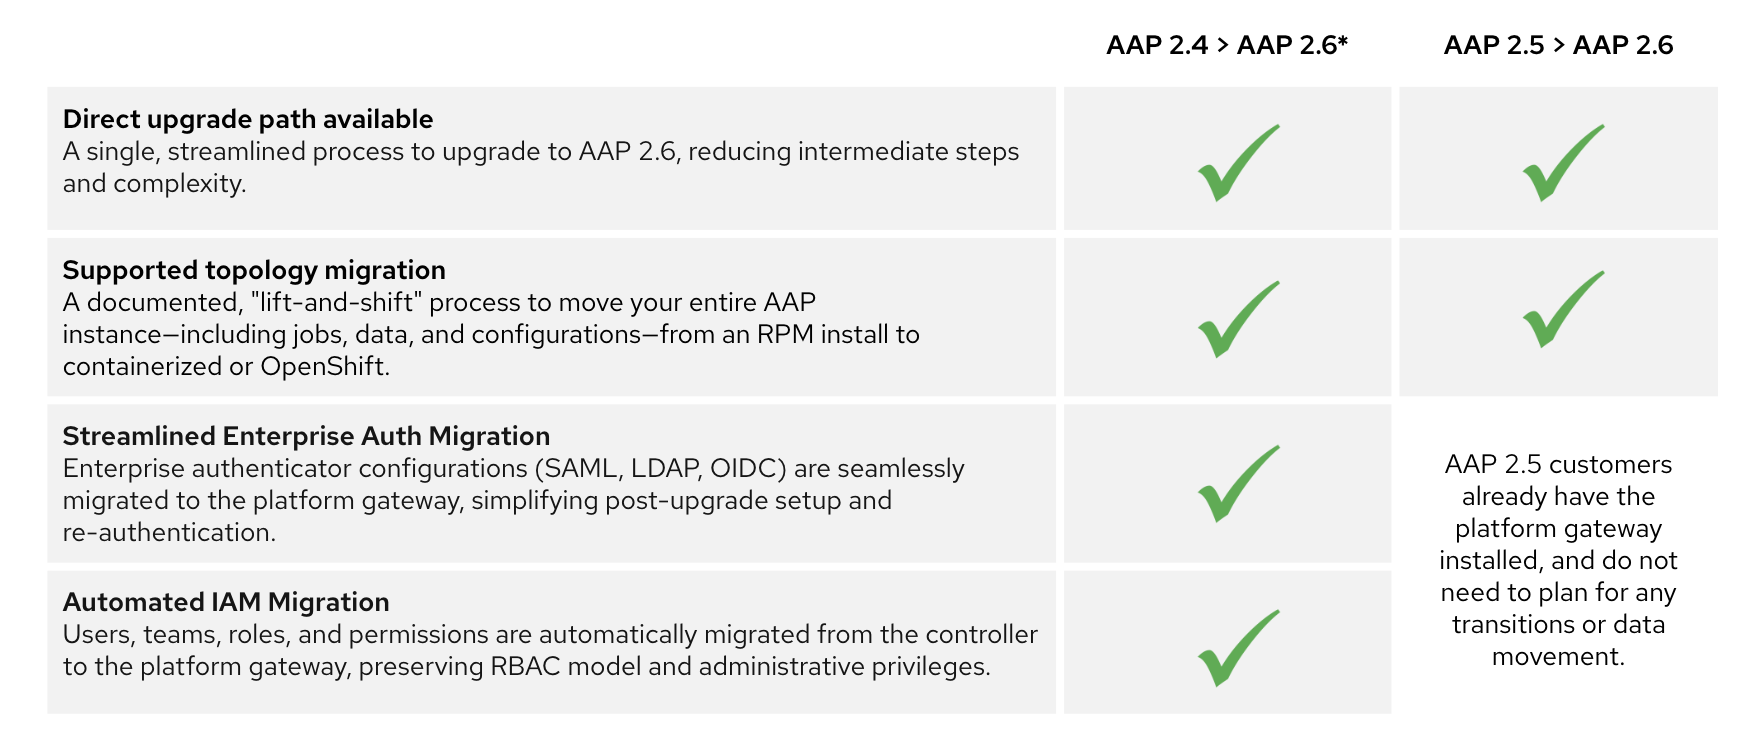 AAP 2.4 > AAP 2.6*
AAP 2.5 > AAP 2.6
Direct upgrade path available
A single, streamlined process to upgrade to AAP 2.6, reducing intermediate steps
and complexity.
Supported topology migration
A documented, "lift-and-shift" process to move your entire AAP
instance—including jobs, data, and configurations—from an RPM install to
containerized or OpenShift.
Streamlined Enterprise Auth Migration
Enterprise authenticator configurations (SAML, LDAP, OIDC) are seamlessly
migrated to the platform gateway, simplifying post-upgrade setup and
re-authentication.
Automated IAM Migration
Users, teams, roles, and permissions are automatically migrated from the controller
to the platform gateway, preserving RBAC model and administrative privileges.
AAP 2.5 customers
already have the
platform gateway
installed, and do not
need to plan for any
transitions or data
movement.